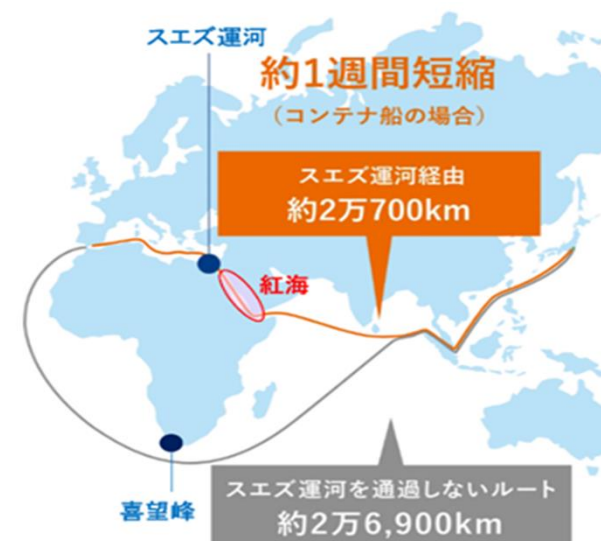 スエズ運河
約1週間短縮
（コンテナ船の場合）
スエズ運河経由
約2万700km
紅海
喜望峰
スエズ運河を通過しないルート
約2万6,900km